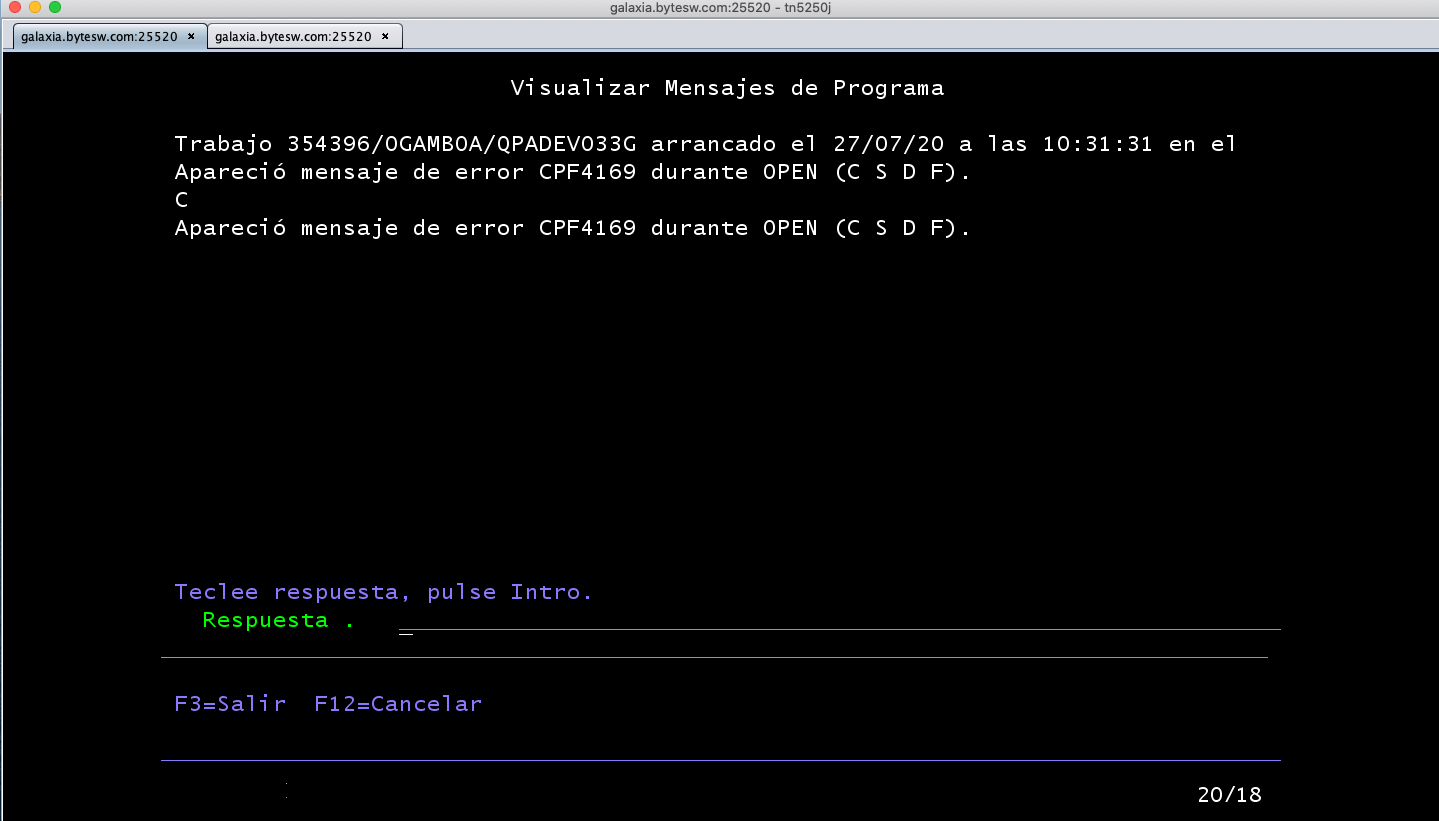 galaxia.bytesw.com:25520 - tn5250j
galaxia.bytesw.com:25520 × galaxia.bytesw.com:25520 ×
Visualizar Mensajes de Programa
Trabajo 354396/OGAMBOA/QPADEV033G arrancado el 27/07/20 a las 10:31:31 en el
Apareció mensaje de error CPF4169 durante OPEN (C S D F).
C
Apareció mensaje de error CPF4169 durante OPEN (C S D F).
Teclee respuesta, pulse Intro.
Respuesta .
F3=Salir F12=Cancelar
20/18